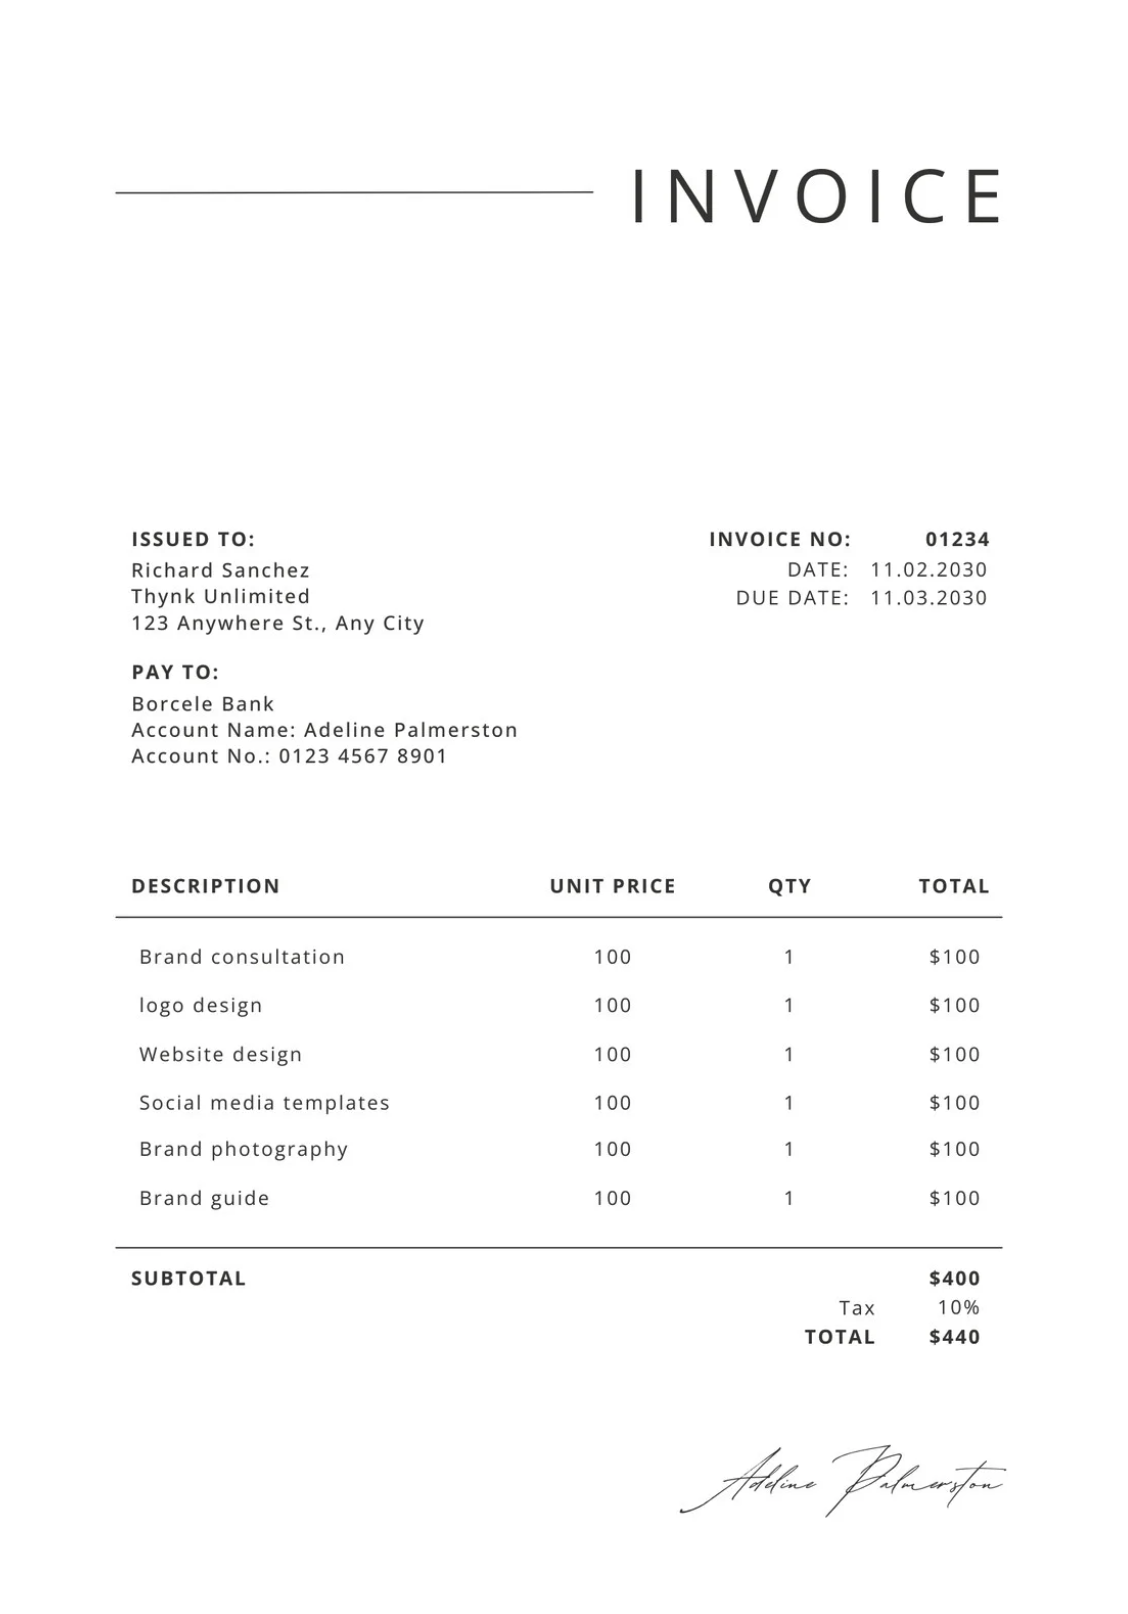 INVOICE
ISSUED TO:
Richard Sanchez
Thynk Unlimited
123 Anywhere St., Any City
INVOICE NO: 01234
DATE: 11.02.2030
DUE DATE: 11.03.2030
PAY TO:
Borcele Bank
Account Name: Adeline Palmerston
Account No.: 0123 4567 8901
DESCRIPTION UNIT PRICE QTY TOTAL
Brand consultation 100 1 $100
logo design 100 1 $100
Website design 100 1 $100
Social media templates 100 1 $100
Brand photography 100 1 $100
Brand guide 100 1 $100
SUBTOTAL $400
Tax 10%
TOTAL $440
Adeline Palmerston